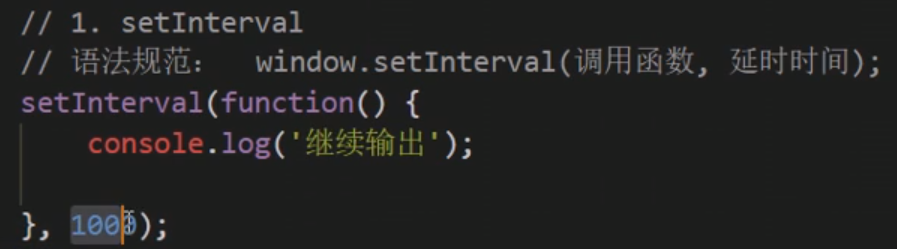 // 1. setInterval
// 语法规范： window.setInterval(调用函数, 延时时间);
setInterval(function() {
console.log('继续输出');
}, 1000);